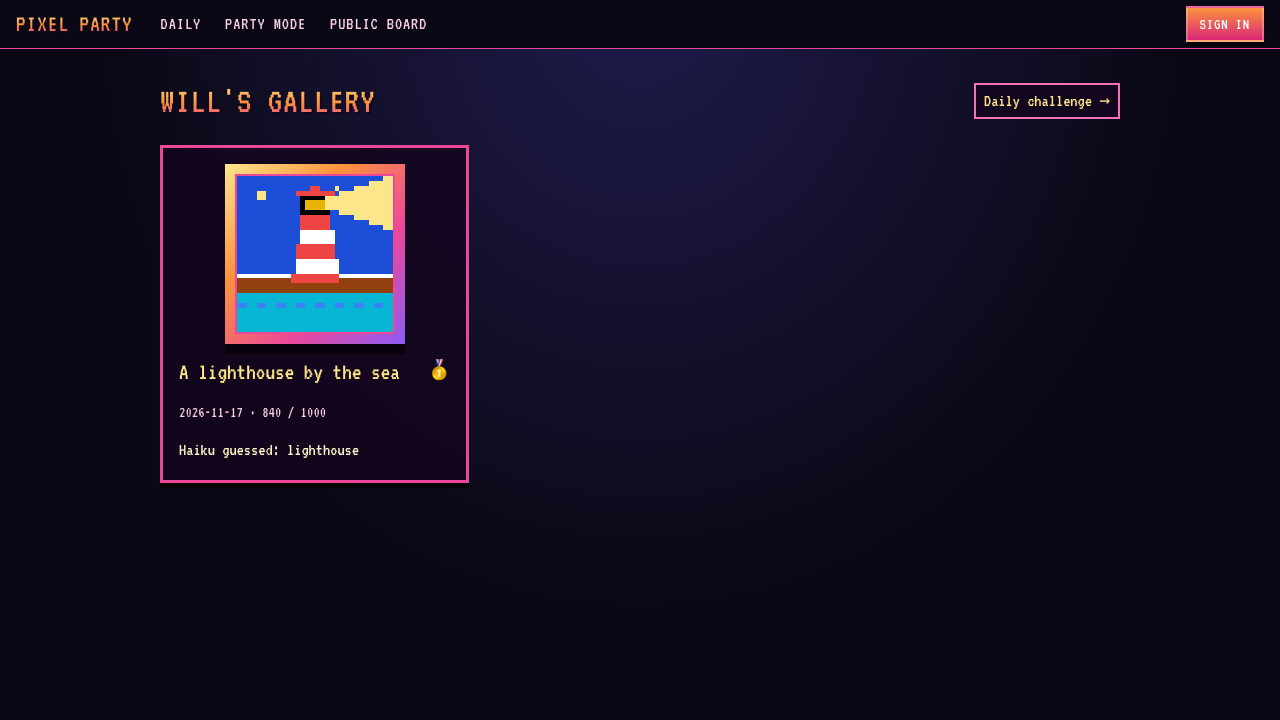 PIXEL PARTY DAILY PARTY MODE PUBLIC BOARD SIGN IN
WILL'S GALLERY Daily challenge →
A lighthouse by the sea
2026-11-17 · 840 / 1000
Haiku guessed: lighthouse